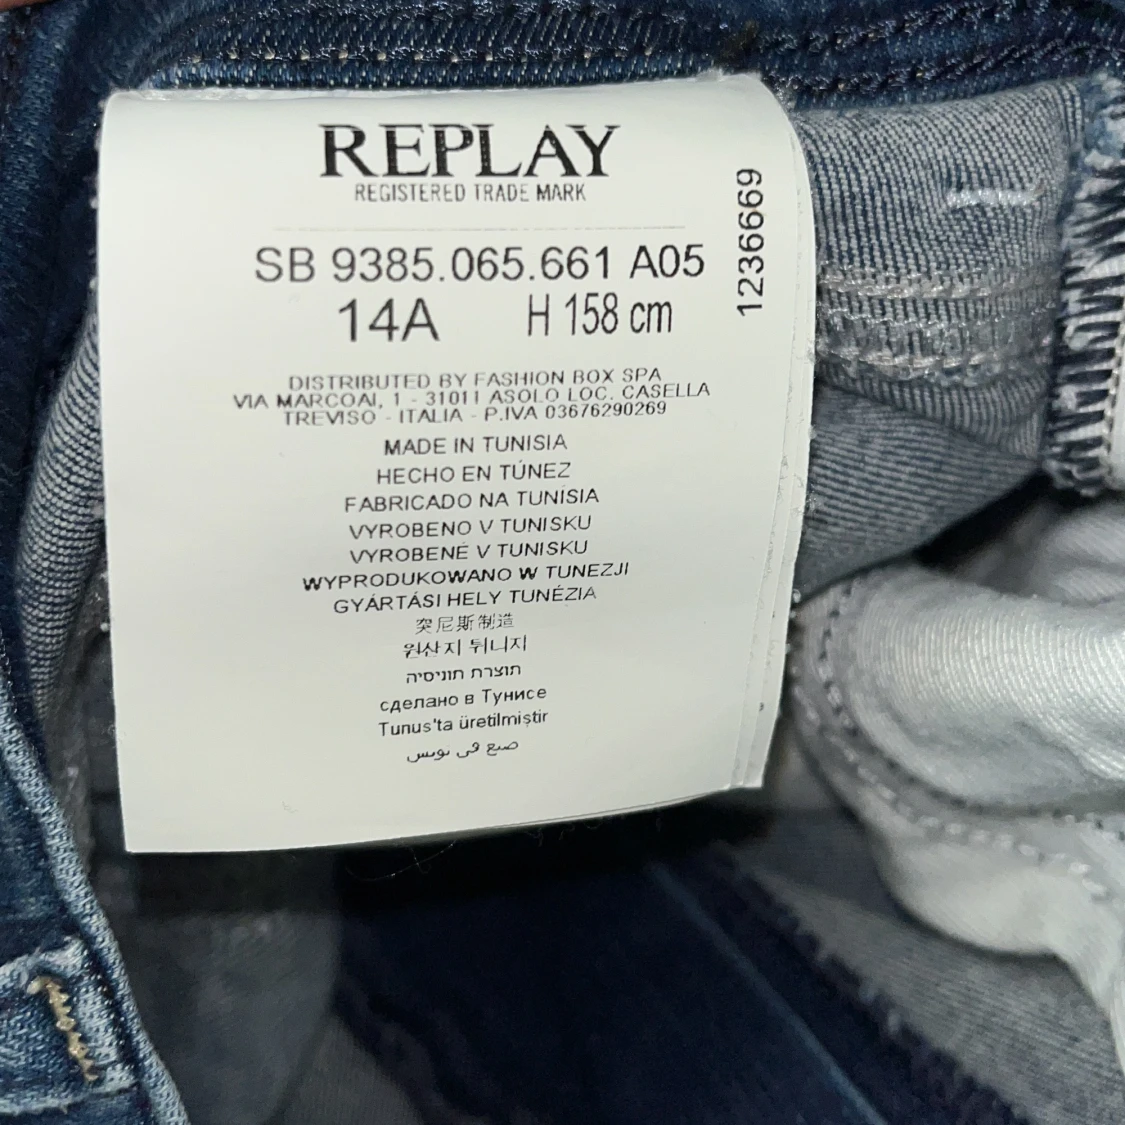 REPLAY
REGISTERED TRADE MARK
SB 9385.065.661 A05
14A H 158 cm
1236669
DISTRIBUTED BY FASHION BOX SPA
VIA MARCOAI, 1 - 31011 ASOLO LOC. CASELLA
TREVISO - ITALIA - P.IVA 03676290269
MADE IN TUNISIA
HECHO EN TÚNEZ
FABRICADO NA TUNÍSIA
VYROBENO V TUNISKU
VYROBENÉ V TUNISKU
WYPRODUKOWANO W TUNEZJI
GYÁRTÁSI HELY TUNÉZIA
突尼斯制造
원산지 튀니지
תוצרת תוניסיה
сделано в Тунисе
Tunus'ta üretilmiştir
صنع في تونس